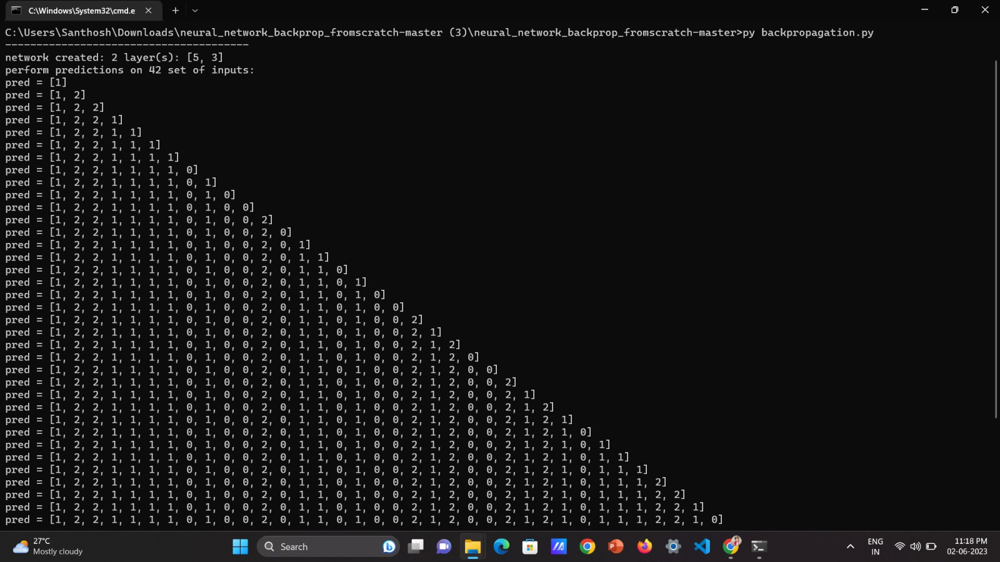 C:\Windows\System32\cmd.e
C:\Users\Santhosh\Downloads\neural_network_backprop_fromscratch-master (3)\neural_network_backprop_fromscratch-master>py backpropagation.py
---------------------------------------
network created: 2 layer(s): [5, 3]
perform predictions on 42 set of inputs:
pred = [1]
pred = [1, 2]
pred = [1, 2, 2]
pred = [1, 2, 2, 1]
pred = [1, 2, 2, 1, 1]
pred = [1, 2, 2, 1, 1, 1]
pred = [1, 2, 2, 1, 1, 1, 1]
pred = [1, 2, 2, 1, 1, 1, 1, 0]
pred = [1, 2, 2, 1, 1, 1, 1, 0, 1]
pred = [1, 2, 2, 1, 1, 1, 1, 0, 1, 0]
pred = [1, 2, 2, 1, 1, 1, 1, 0, 1, 0, 0]
pred = [1, 2, 2, 1, 1, 1, 1, 0, 1, 0, 0, 2]
pred = [1, 2, 2, 1, 1, 1, 1, 0, 1, 0, 0, 2, 0]
pred = [1, 2, 2, 1, 1, 1, 1, 0, 1, 0, 0, 2, 0, 1]
pred = [1, 2, 2, 1, 1, 1, 1, 0, 1, 0, 0, 2, 0, 1, 1]
pred = [1, 2, 2, 1, 1, 1, 1, 0, 1, 0, 0, 2, 0, 1, 1, 0]
pred = [1, 2, 2, 1, 1, 1, 1, 0, 1, 0, 0, 2, 0, 1, 1, 0, 1]
pred = [1, 2, 2, 1, 1, 1, 1, 0, 1, 0, 0, 2, 0, 1, 1, 0, 1, 0]
pred = [1, 2, 2, 1, 1, 1, 1, 0, 1, 0, 0, 2, 0, 1, 1, 0, 1, 0, 0]
pred = [1, 2, 2, 1, 1, 1, 1, 0, 1, 0, 0, 2, 0, 1, 1, 0, 1, 0, 0, 2]
pred = [1, 2, 2, 1, 1, 1, 1, 0, 1, 0, 0, 2, 0, 1, 1, 0, 1, 0, 0, 2, 1]
pred = [1, 2, 2, 1, 1, 1, 1, 0, 1, 0, 0, 2, 0, 1, 1, 0, 1, 0, 0, 2, 1, 2]
pred = [1, 2, 2, 1, 1, 1, 1, 0, 1, 0, 0, 2, 0, 1, 1, 0, 1, 0, 0, 2, 1, 2, 0]
pred = [1, 2, 2, 1, 1, 1, 1, 0, 1, 0, 0, 2, 0, 1, 1, 0, 1, 0, 0, 2, 1, 2, 0, 0]
pred = [1, 2, 2, 1, 1, 1, 1, 0, 1, 0, 0, 2, 0, 1, 1, 0, 1, 0, 0, 2, 1, 2, 0, 0, 2]
pred = [1, 2, 2, 1, 1, 1, 1, 0, 1, 0, 0, 2, 0, 1, 1, 0, 1, 0, 0, 2, 1, 2, 0, 0, 2, 1]
pred = [1, 2, 2, 1, 1, 1, 1, 0, 1, 0, 0, 2, 0, 1, 1, 0, 1, 0, 0, 2, 1, 2, 0, 0, 2, 1, 2]
pred = [1, 2, 2, 1, 1, 1, 1, 0, 1, 0, 0, 2, 0, 1, 1, 0, 1, 0, 0, 2, 1, 2, 0, 0, 2, 1, 2, 1]
pred = [1, 2, 2, 1, 1, 1, 1, 0, 1, 0, 0, 2, 0, 1, 1, 0, 1, 0, 0, 2, 1, 2, 0, 0, 2, 1, 2, 1, 0]
pred = [1, 2, 2, 1, 1, 1, 1, 0, 1, 0, 0, 2, 0, 1, 1, 0, 1, 0, 0, 2, 1, 2, 0, 0, 2, 1, 2, 1, 0, 1]
pred = [1, 2, 2, 1, 1, 1, 1, 0, 1, 0, 0, 2, 0, 1, 1, 0, 1, 0, 0, 2, 1, 2, 0, 0, 2, 1, 2, 1, 0, 1, 1]
pred = [1, 2, 2, 1, 1, 1, 1, 0, 1, 0, 0, 2, 0, 1, 1, 0, 1, 0, 0, 2, 1, 2, 0, 0, 2, 1, 2, 1, 0, 1, 1, 1]
pred = [1, 2, 2, 1, 1, 1, 1, 0, 1, 0, 0, 2, 0, 1, 1, 0, 1, 0, 0, 2, 1, 2, 0, 0, 2, 1, 2, 1, 0, 1, 1, 1, 2]
pred = [1, 2, 2, 1, 1, 1, 1, 0, 1, 0, 0, 2, 0, 1, 1, 0, 1, 0, 0, 2, 1, 2, 0, 0, 2, 1, 2, 1, 0, 1, 1, 1, 2, 2]
pred = [1, 2, 2, 1, 1, 1, 1, 0, 1, 0, 0, 2, 0, 1, 1, 0, 1, 0, 0, 2, 1, 2, 0, 0, 2, 1, 2, 1, 0, 1, 1, 1, 2, 2, 1]
pred = [1, 2, 2, 1, 1, 1, 1, 0, 1, 0, 0, 2, 0, 1, 1, 0, 1, 0, 0, 2, 1, 2, 0, 0, 2, 1, 2, 1, 0, 1, 1, 1, 2, 2, 1, 0]
27°C
Mostly cloudy
Search
ENG
IN
11:18 PM
02-06-2023